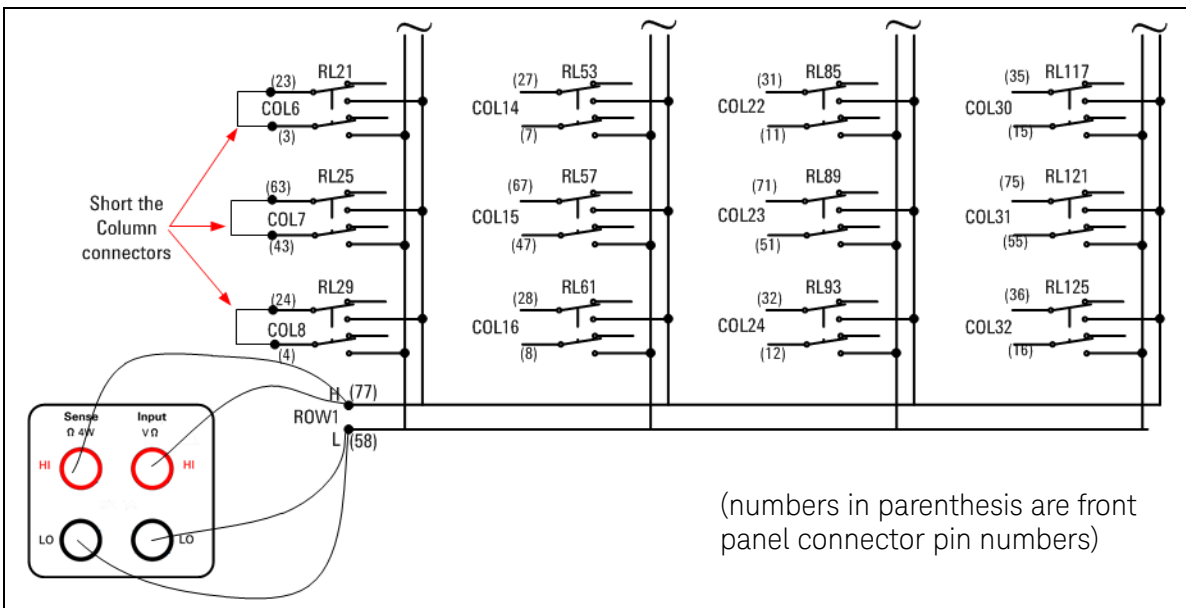 (23) RL21 (27) RL53 (31) RL85 (35) RL117
COL6 COL14 COL22 COL30
(3) (7) (11) (15)
(63) RL25 (67) RL57 (71) RL89 (75) RL121
COL7 COL15 COL23 COL31
(43) (47) (51) (55)
Short the
Column
connectors
(24) RL29 (28) RL61 (32) RL93 (36) RL125
COL8 COL16 COL24 COL32
(4) (8) (12) (16)
H (77)
ROW1
L (58)
Sense Input
Ω 4W V Ω
HI HI
LO LO
(numbers in parenthesis are front
panel connector pin numbers)